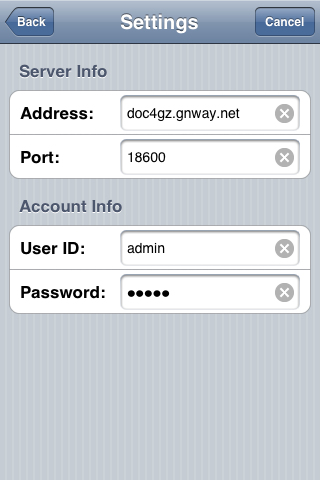 Back Settings Cancel
Server Info
Address: doc4gz.gnway.net
Port: 18600
Account Info
User ID: admin
Password: •••••